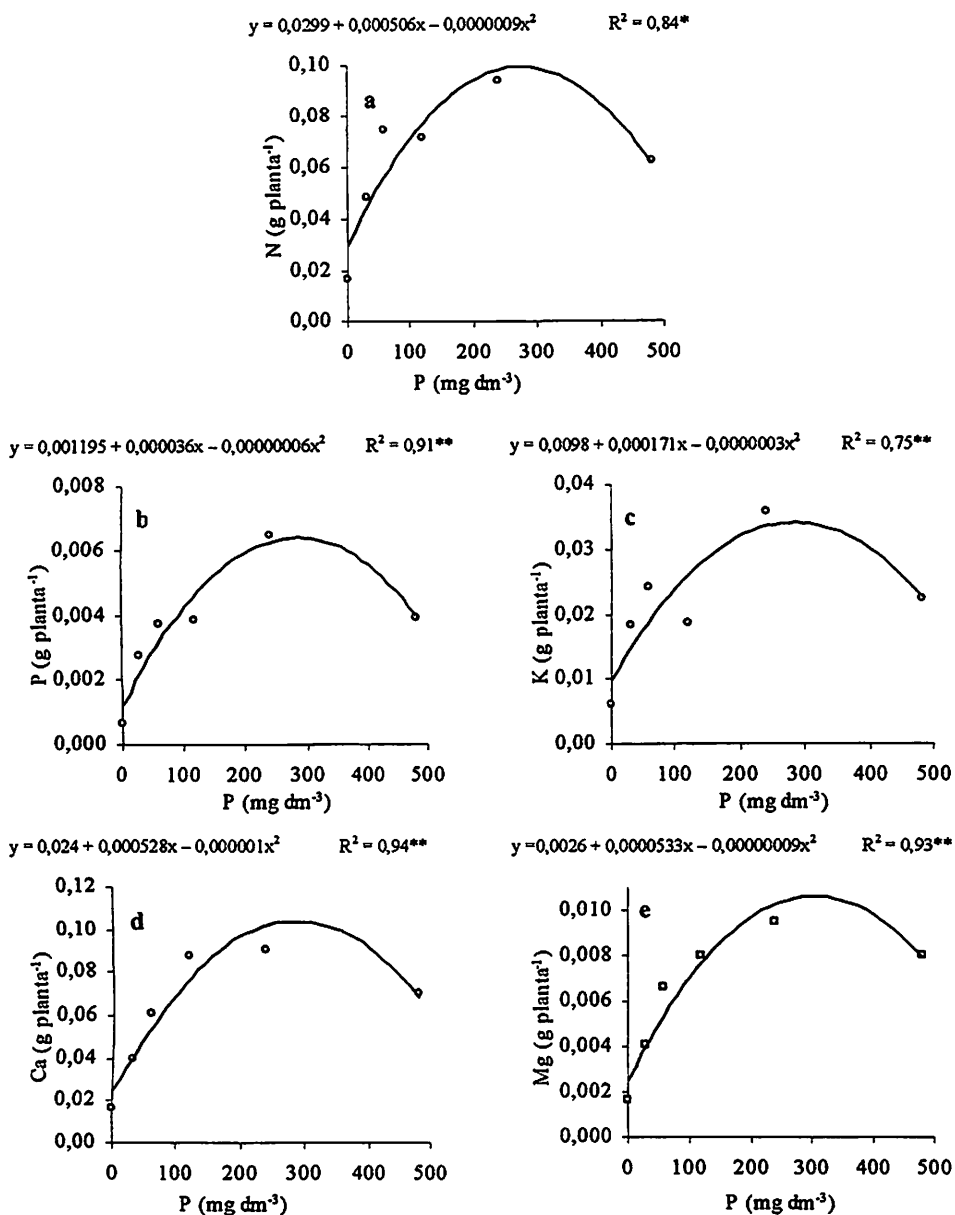 y = 0,0299 + 0,000506x – 0,0000009x² R² = 0,84*
0,10
0,08
0,06
0,04
0,02
0,00
N (g planta⁻¹)
a
0 100 200 300 400 500
P (mg dm⁻³)
y = 0,001195 + 0,000036x – 0,00000006x² R² = 0,91**
0,008
0,006
0,004
0,002
0,000
P (g planta⁻¹)
b
0 100 200 300 400 500
P (mg dm⁻³)
y = 0,0098 + 0,000171x – 0,0000003x² R² = 0,75**
0,04
0,03
0,02
0,01
0,00
K (g planta⁻¹)
c
0 100 200 300 400 500
P (mg dm⁻³)
y = 0,024 + 0,000528x – 0,000001x² R² = 0,94**
0,12
0,10
0,08
0,06
0,04
0,02
0,00
Ca (g planta⁻¹)
d
0 100 200 300 400 500
P (mg dm⁻³)
y=0,0026 + 0,0000533x – 0,00000009x² R² = 0,93**
0,010
0,008
0,006
0,004
0,002
0,000
Mg (g planta⁻¹)
e
0 100 200 300 400 500
P (mg dm⁻³)